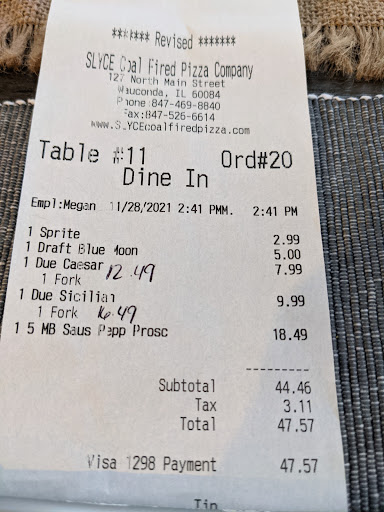 ******* Revised *******
SLYCE Coal Fired Pizza Company
127 North Main Street
Wauconda, IL 60084
Phone:847-469-8840
Fax:847-526-6614
www.SLYCEcoalfiredpizza.com
Table #11 Ord#20
Dine In
Empl:Megan 11/28/2021 2:41 PMM. 2:41 PM
1 Sprite 2.99
1 Draft Blue Moon 5.00
1 Due Caesar 12.49 7.99
1 Fork
1 Due Sicilian 9.99
1 Fork 16.49
1 5 MB Saus Pepp Prosc 18.49
Subtotal 44.46
Tax 3.11
Total 47.57
Visa 1298 Payment 47.57
Tip